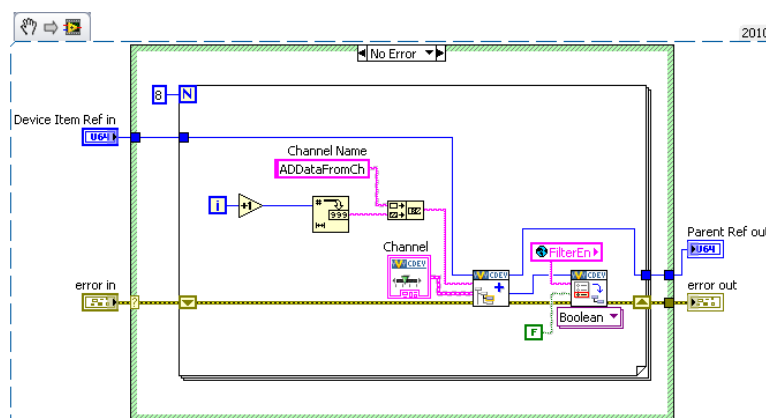 2010
No Error
8
N
Device Item Ref in
U64
Channel Name
ADDataFromCh
i
+1
#
999
Channel
CDEV
CDEV
CDEV
FilterEn
Parent Ref out
U64
error in
?
error out
F
Boolean